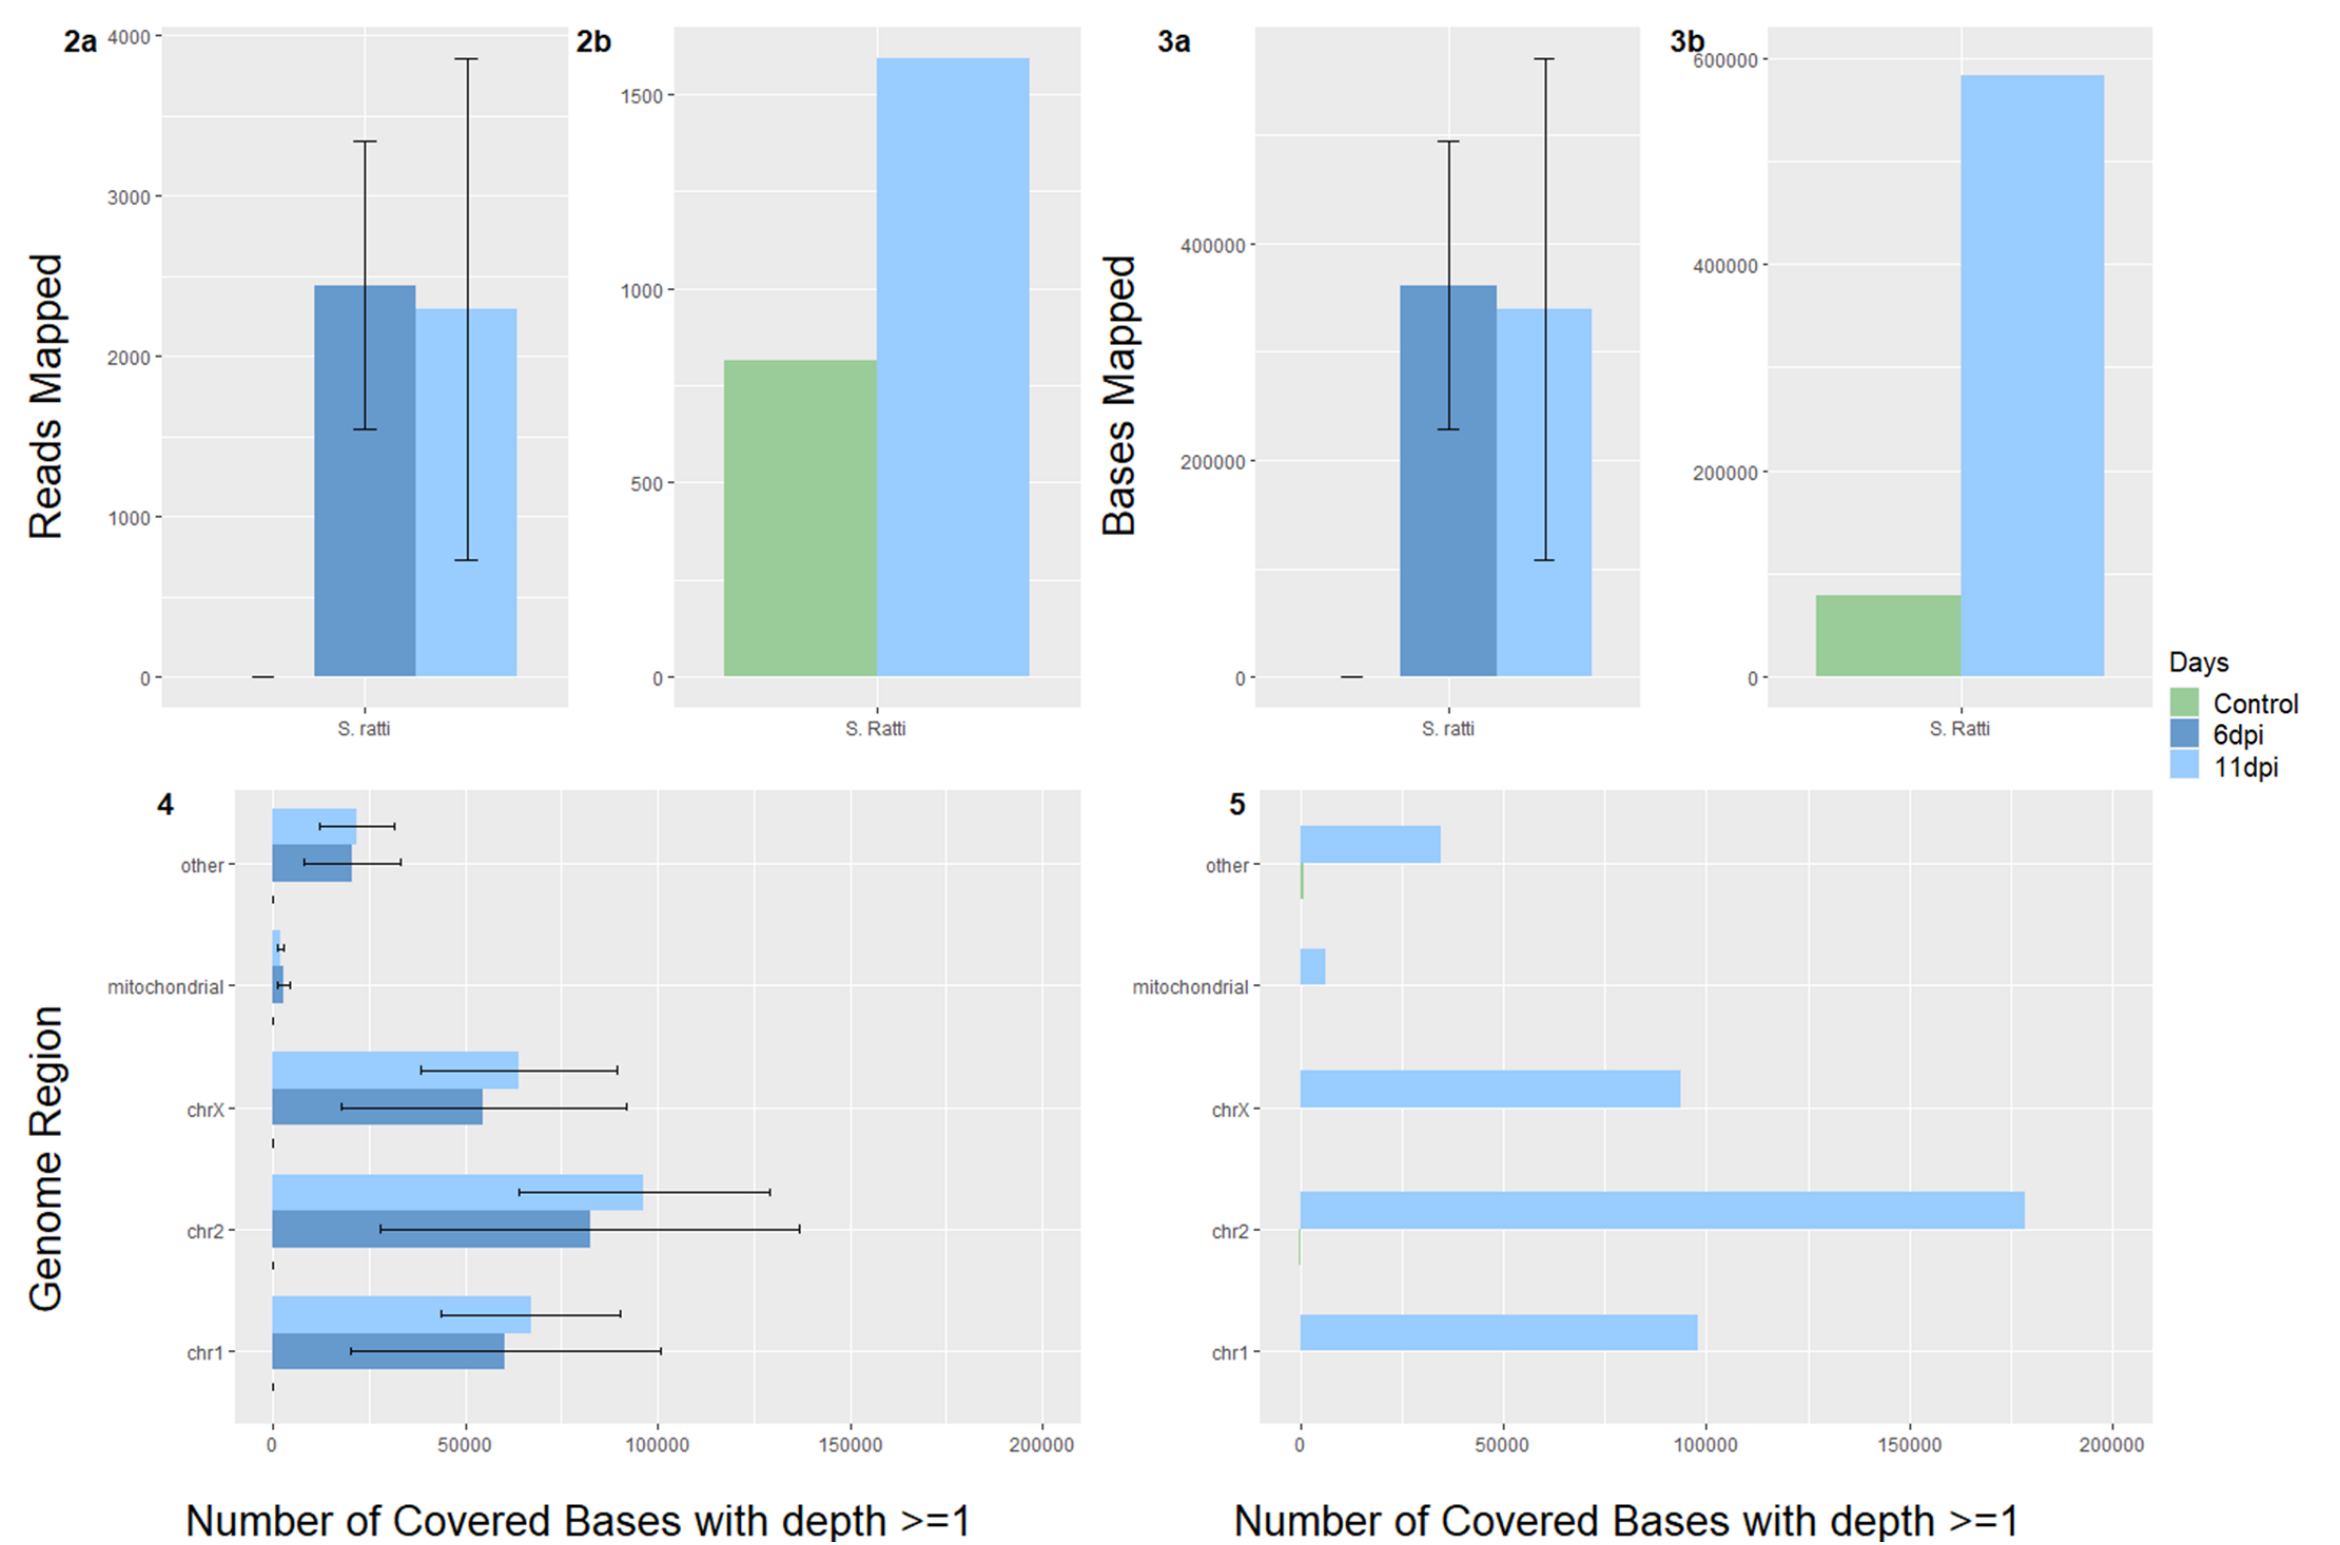 2a
4000
3000
2000
1000
0
Reads Mapped
S. ratti
2b
1500
1000
500
0
S. Ratti
3a
400000
200000
0
Bases Mapped
S. ratti
3b
600000
400000
200000
0
S. Ratti
Days
Control
6dpi
11dpi
4
Genome Region
other
mitochondrial
chrX
chr2
chr1
0 50000 100000 150000 200000
Number of Covered Bases with depth >=1
5
other
mitochondrial
chrX
chr2
chr1
0 50000 100000 150000 200000
Number of Covered Bases with depth >=1